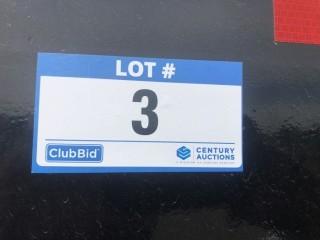 LOT #
3
ClubBid
CENTURY
AUCTIONS